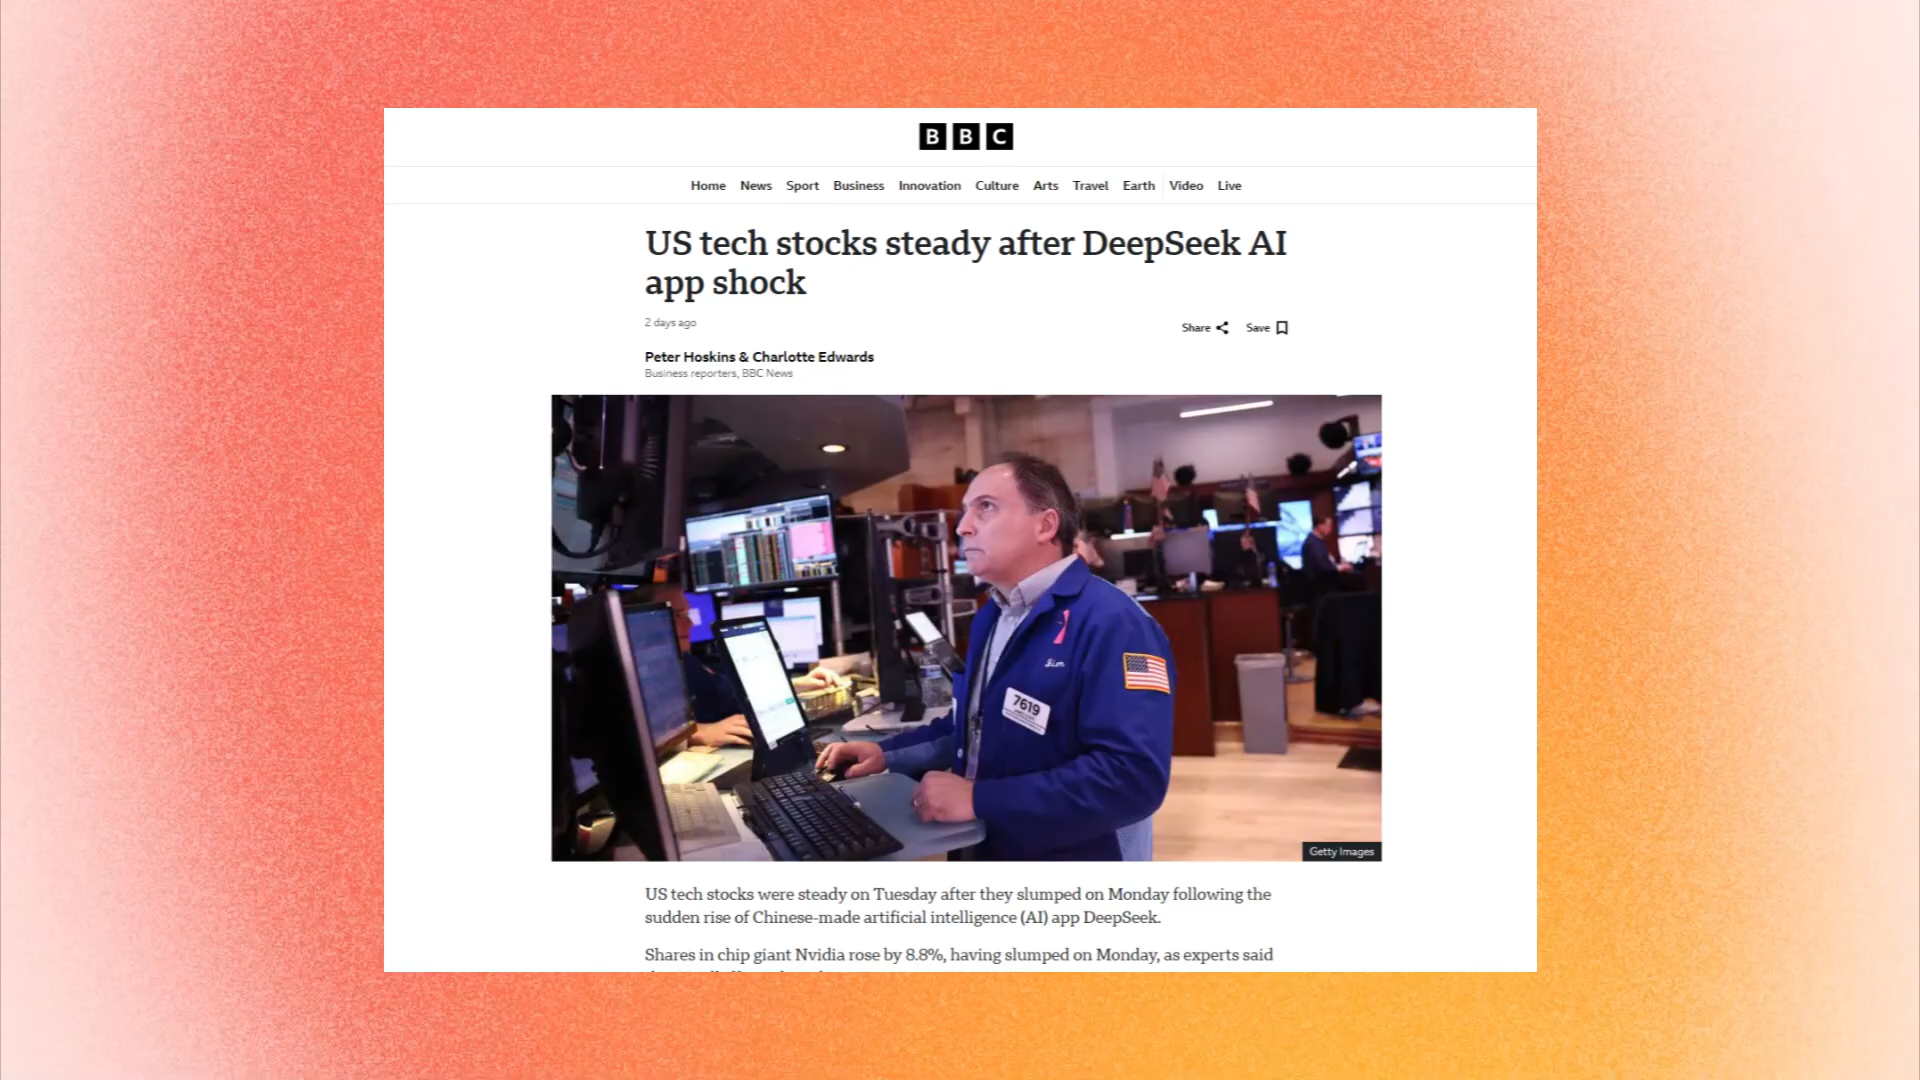 BBC
Home News Sport Business Innovation Culture Arts Travel Earth Video Live
US tech stocks steady after DeepSeek AI
app shock
2 days ago
Share Save
Peter Hoskins & Charlotte Edwards
Business reporters, BBC News
Jim
7619
Getty Images
US tech stocks were steady on Tuesday after they slumped on Monday following the
sudden rise of Chinese-made artificial intelligence (AI) app DeepSeek.
Shares in chip giant Nvidia rose by 8.8%, having slumped on Monday, as experts said